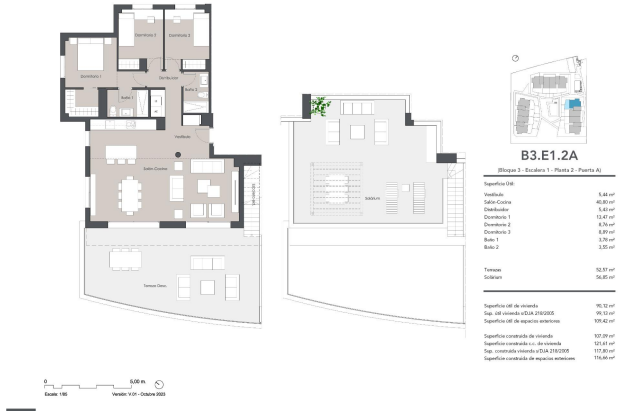 Dormitorio 2
Dormitorio 3
Dormitorio 1
Distribuidor
Baño 1
Baño 2
Vestíbulo
Salón-Cocina
Terraza Desc.
Solárium
B3.E1.2A
(Bloque 3 - Escalera 1 - Planta 2 - Puerta A)
Superficie Útil:
Vestíbulo 5,44 m²
Salón-Cocina 40,80 m²
Distribuidor 5,43 m²
Dormitorio 1 13,47 m²
Dormitorio 2 8,76 m²
Dormitorio 3 8,89 m²
Baño 1 3,78 m²
Baño 2 3,55 m²
Terrazas 52,57 m²
Solárium 56,85 m²
Superficie útil de vivienda 90,12 m²
Sup. útil vivienda s/DJA 218/2005 99,13 m²
Superficie útil de espacios exteriores 109,42 m²
Superficie construida de vivienda 107,09 m²
Superficie construida c.c. de vivienda 121,61 m²
Sup. construida vivienda s/DJA 218/2005 117,80 m²
Superficie construida de espacios exteriores 116,66 m²
0 5,00 m
Escala: 1/85 Versión: V.01 - Octubre 2023